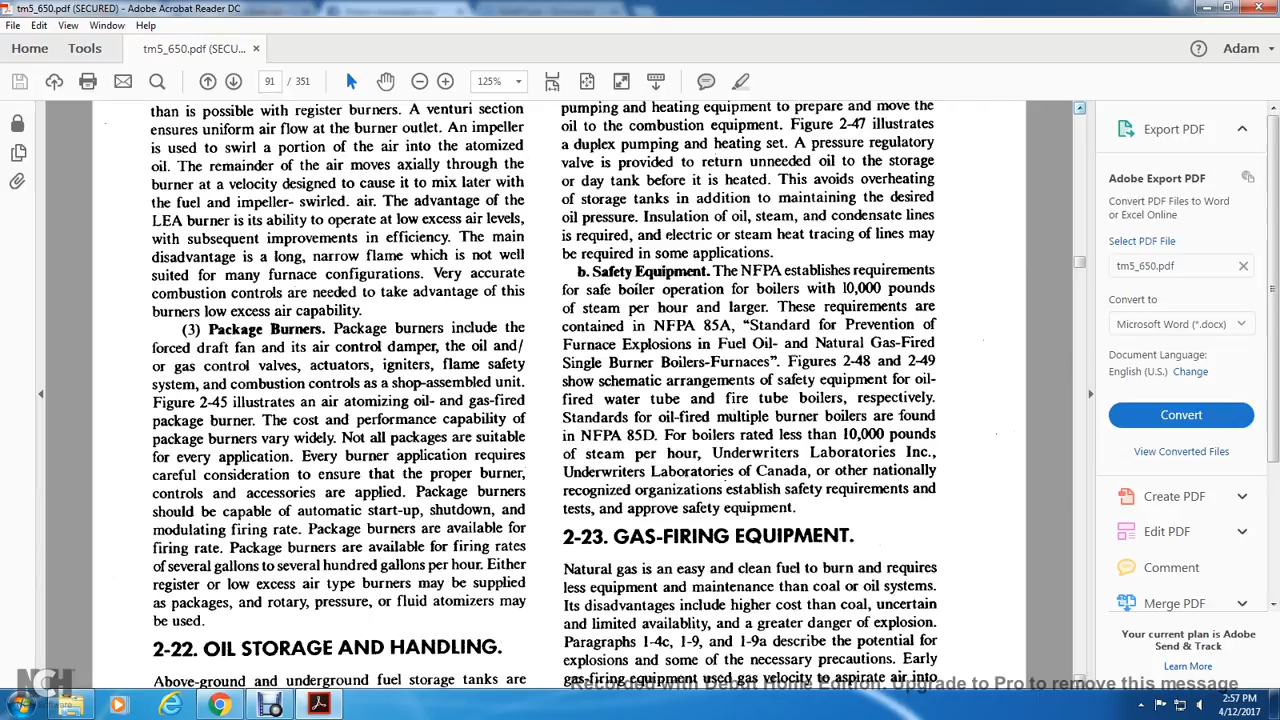 tm5_650.pdf (SECURED) - Adobe Acrobat Reader DC
File Edit View Window Help
Home Tools tm5_650.pdf (SECU... × Adam
91 / 351 125%
than is possible with register burners. A venturi section
ensures uniform air flow at the burner outlet. An impeller
is used to swirl a portion of the air into the atomized
oil. The remainder of the air moves axially through the
burner at a velocity designed to cause it to mix later with
the fuel and impeller- swirled. air. The advantage of the
LEA burner is its ability to operate at low excess air levels,
with subsequent improvements in efficiency. The main
disadvantage is a long, narrow flame which is not well
suited for many furnace configurations. Very accurate
combustion controls are needed to take advantage of this
burners low excess air capability.
(3) Package Burners. Package burners include the
forced draft fan and its air control damper, the oil and/
or gas control valves, actuators, igniters, flame safety
system, and combustion controls as a shop-assembled unit.
Figure 2-45 illustrates an air atomizing oil- and gas-fired
package burner. The cost and performance capability of
package burners vary widely. Not all packages are suitable
for every application. Every burner application requires
careful consideration to ensure that the proper burner,
controls and accessories are applied. Package burners
should be capable of automatic start-up, shutdown, and
modulating firing rate. Package burners are available for
firing rate. Package burners are available for firing rates
of several gallons to several hundred gallons per hour. Either
register or low excess air type burners may be supplied
as packages, and rotary, pressure, or fluid atomizers may
be used.
2-22. OIL STORAGE AND HANDLING.
Above-ground and underground fuel storage tanks are
pumping and heating equipment to prepare and move the
oil to the combustion equipment. Figure 2-47 illustrates
a duplex pumping and heating set. A pressure regulatory
valve is provided to return unneeded oil to the storage
or day tank before it is heated. This avoids overheating
of storage tanks in addition to maintaining the desired
oil pressure. Insulation of oil, steam, and condensate lines
is required, and electric or steam heat tracing of lines may
be required in some applications.
b. Safety Equipment. The NFPA establishes requirements
for safe boiler operation for boilers with 10,000 pounds
of steam per hour and larger. These requirements are
contained in NFPA 85A, “Standard for Prevention of
Furnace Explosions in Fuel Oil- and Natural Gas-Fired
Single Burner Boilers-Furnaces”. Figures 2-48 and 2-49
show schematic arrangements of safety equipment for oil-
fired water tube and fire tube boilers, respectively.
Standards for oil-fired multiple burner boilers are found
in NFPA 85D. For boilers rated less than 10,000 pounds
of steam per hour, Underwriters Laboratories Inc.,
Underwriters Laboratories of Canada, or other nationally
recognized organizations establish safety requirements and
tests, and approve safety equipment.
2-23. GAS-FIRING EQUIPMENT.
Natural gas is an easy and clean fuel to burn and requires
less equipment and maintenance than coal or oil systems.
Its disadvantages include higher cost than coal, uncertain
and limited availablity, and a greater danger of explosion.
Paragraphs 1-4c, 1-9, and 1-9a describe the potential for
explosions and some of the necessary precautions. Early
gas-firing equipment used gas velocity to aspirate air into
Export PDF
Adobe Export PDF
Convert PDF Files to Word
or Excel Online
Select PDF File
tm5_650.pdf
Convert to
Microsoft Word (*.docx)
Document Language:
English (U.S.) Change
Convert
View Converted Files
Create PDF
Edit PDF
Comment
Merge PDF
Your current plan is Adobe
Send & Track
Learn More
NCH
Software
Recorded with Debut Home Edition. Upgrade to Pro to remove this message
2:57 PM
4/12/2017